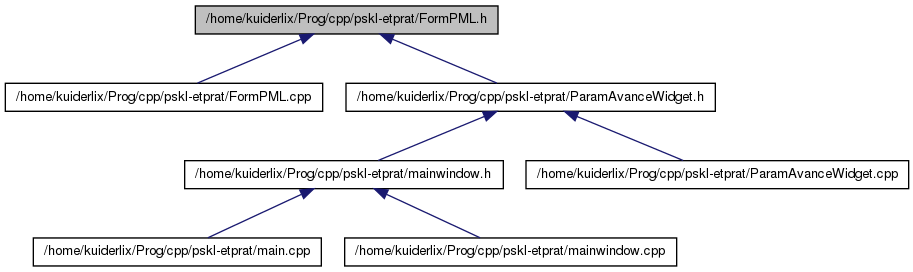 /home/kuiderlix/Prog/cpp/pskl-etprat/FormPML.h
/home/kuiderlix/Prog/cpp/pskl-etprat/FormPML.cpp
/home/kuiderlix/Prog/cpp/pskl-etprat/ParamAvanceWidget.h
/home/kuiderlix/Prog/cpp/pskl-etprat/mainwindow.h
/home/kuiderlix/Prog/cpp/pskl-etprat/ParamAvanceWidget.cpp
/home/kuiderlix/Prog/cpp/pskl-etprat/main.cpp
/home/kuiderlix/Prog/cpp/pskl-etprat/mainwindow.cpp